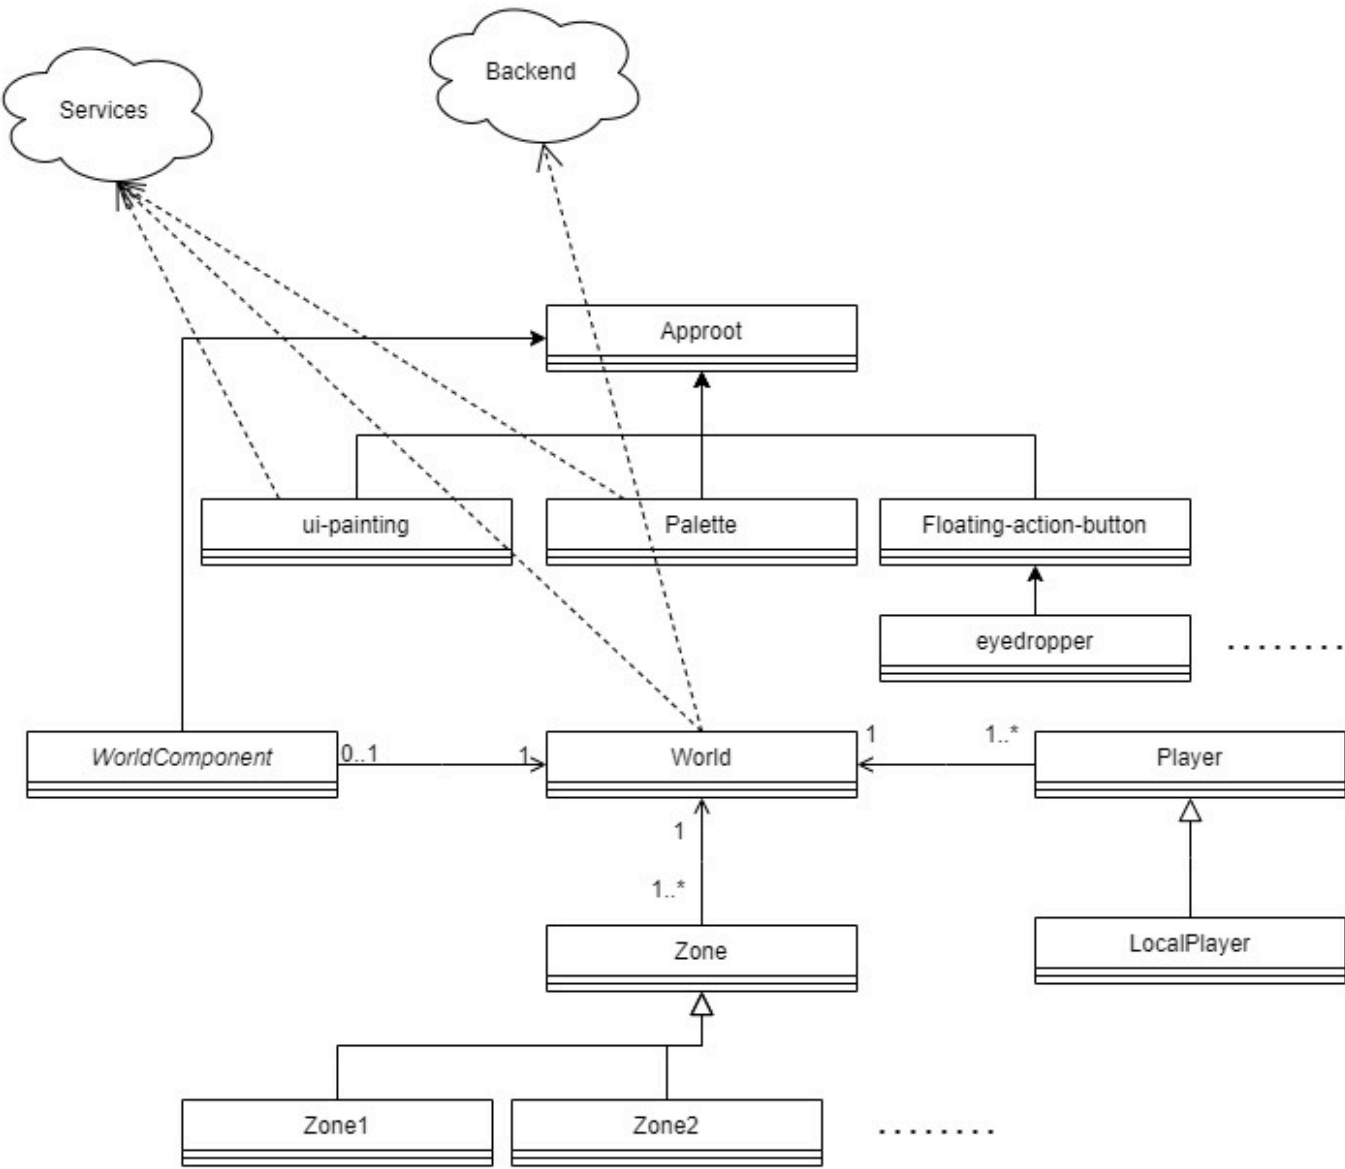 Backend
Services
Approot
ui-painting
Palette
Floating-action-button
eyedropper
........
WorldComponent
0..1
1
World
1
1..*
Player
1
1..*
Zone
LocalPlayer
Zone1
Zone2
........